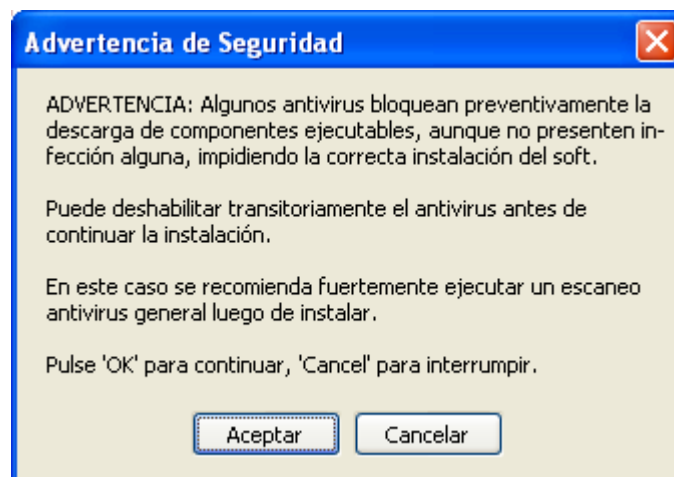 Advertencia de Seguridad
ADVERTENCIA: Algunos antivirus bloquean preventivamente la
descarga de componentes ejecutables, aunque no presenten in-
fección alguna, impidiendo la correcta instalación del soft.
Puede deshabilitar transitoriamente el antivirus antes de
continuar la instalación.
En este caso se recomienda fuertemente ejecutar un escaneo
antivirus general luego de instalar.
Pulse 'OK' para continuar, 'Cancel' para interrumpir.
Aceptar Cancelar